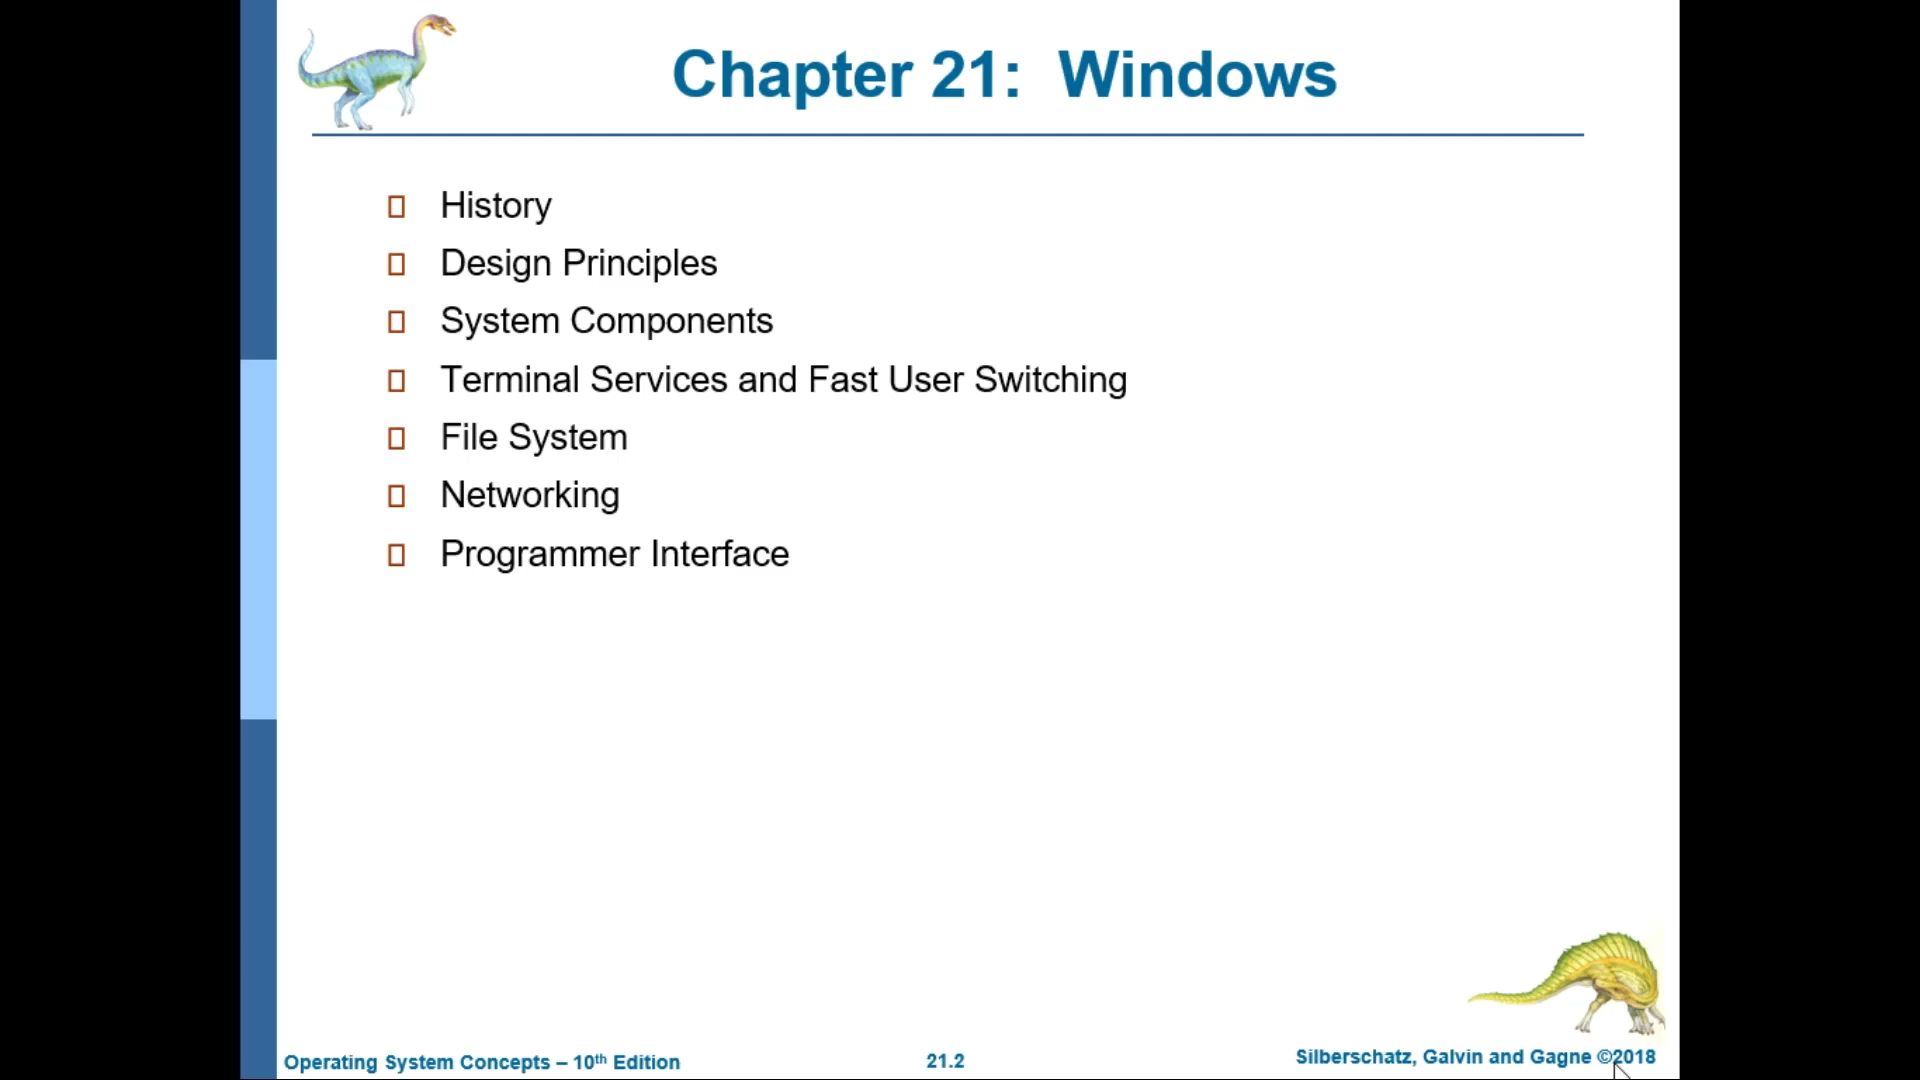 Chapter 21: Windows
History
Design Principles
System Components
Terminal Services and Fast User Switching
File System
Networking
Programmer Interface
Operating System Concepts – 10th Edition
21.2
Silberschatz, Galvin and Gagne ©2018